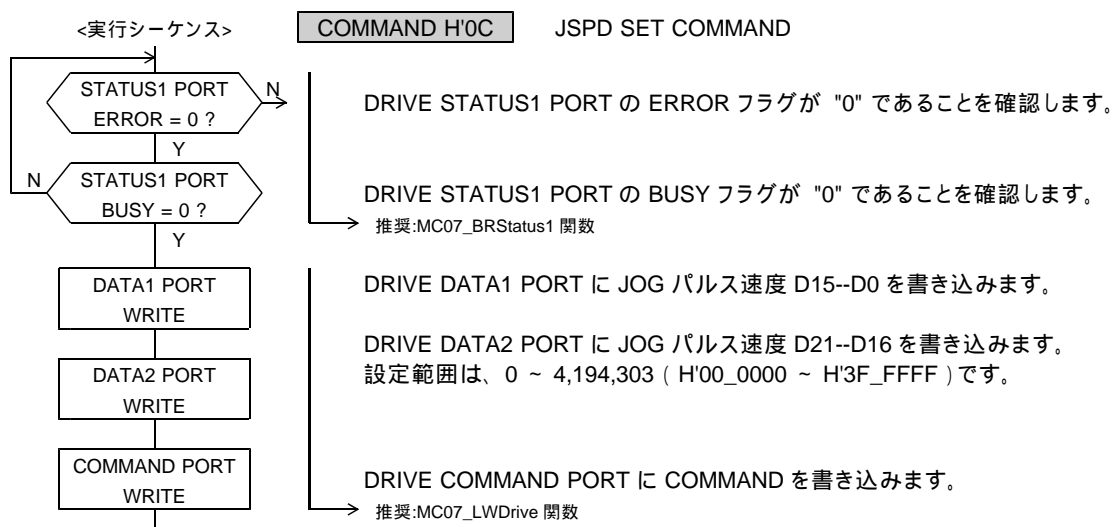 <実行シーケンス>
COMMAND H'0C
JSPD SET COMMAND
STATUS1 PORT
ERROR = 0 ?
N
Y
DRIVE STATUS1 PORT の ERROR フラグが "0" であることを確認します。
N
STATUS1 PORT
BUSY = 0 ?
Y
DRIVE STATUS1 PORT の BUSY フラグが "0" であることを確認します。
推奨:MC07_BRStatus1 関数
DATA1 PORT
WRITE
DRIVE DATA1 PORT に JOG パルス速度 D15--D0 を書き込みます。
DATA2 PORT
WRITE
DRIVE DATA2 PORT に JOG パルス速度 D21--D16 を書き込みます。
設定範囲は、0 ~ 4,194,303 ( H'00_0000 ~ H'3F_FFFF ) です。
COMMAND PORT
WRITE
DRIVE COMMAND PORT に COMMAND を書き込みます。
推奨:MC07_LWDrive 関数